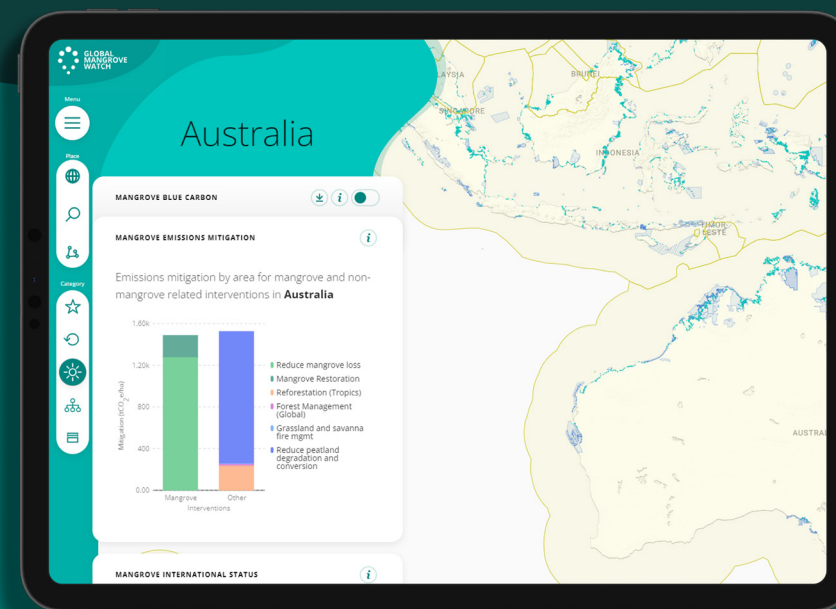 GLOBAL
MANGROVE
WATCH
Menu
Place
Category
Australia
MANGROVE BLUE CARBON
i
MANGROVE EMISSIONS MITIGATION
i
Emissions mitigation by area for mangrove and non-
mangrove related interventions in Australia
1.60k
1.20k
800
400
0.00
Mitigation (tCO2e/ha)
Mangrove
Other
Interventions
Reduce mangrove loss
Mangrove Restoration
Reforestation (Tropics)
Forest Management
(Global)
Grassland and savanna
fire mgmt
Reduce peatland
degradation and
conversion
MANGROVE INTERNATIONAL STATUS
i
LAYSIA
BRUNEI
SINGAPORE
INDONESIA
TIMOR
LESTE
AUSTRA